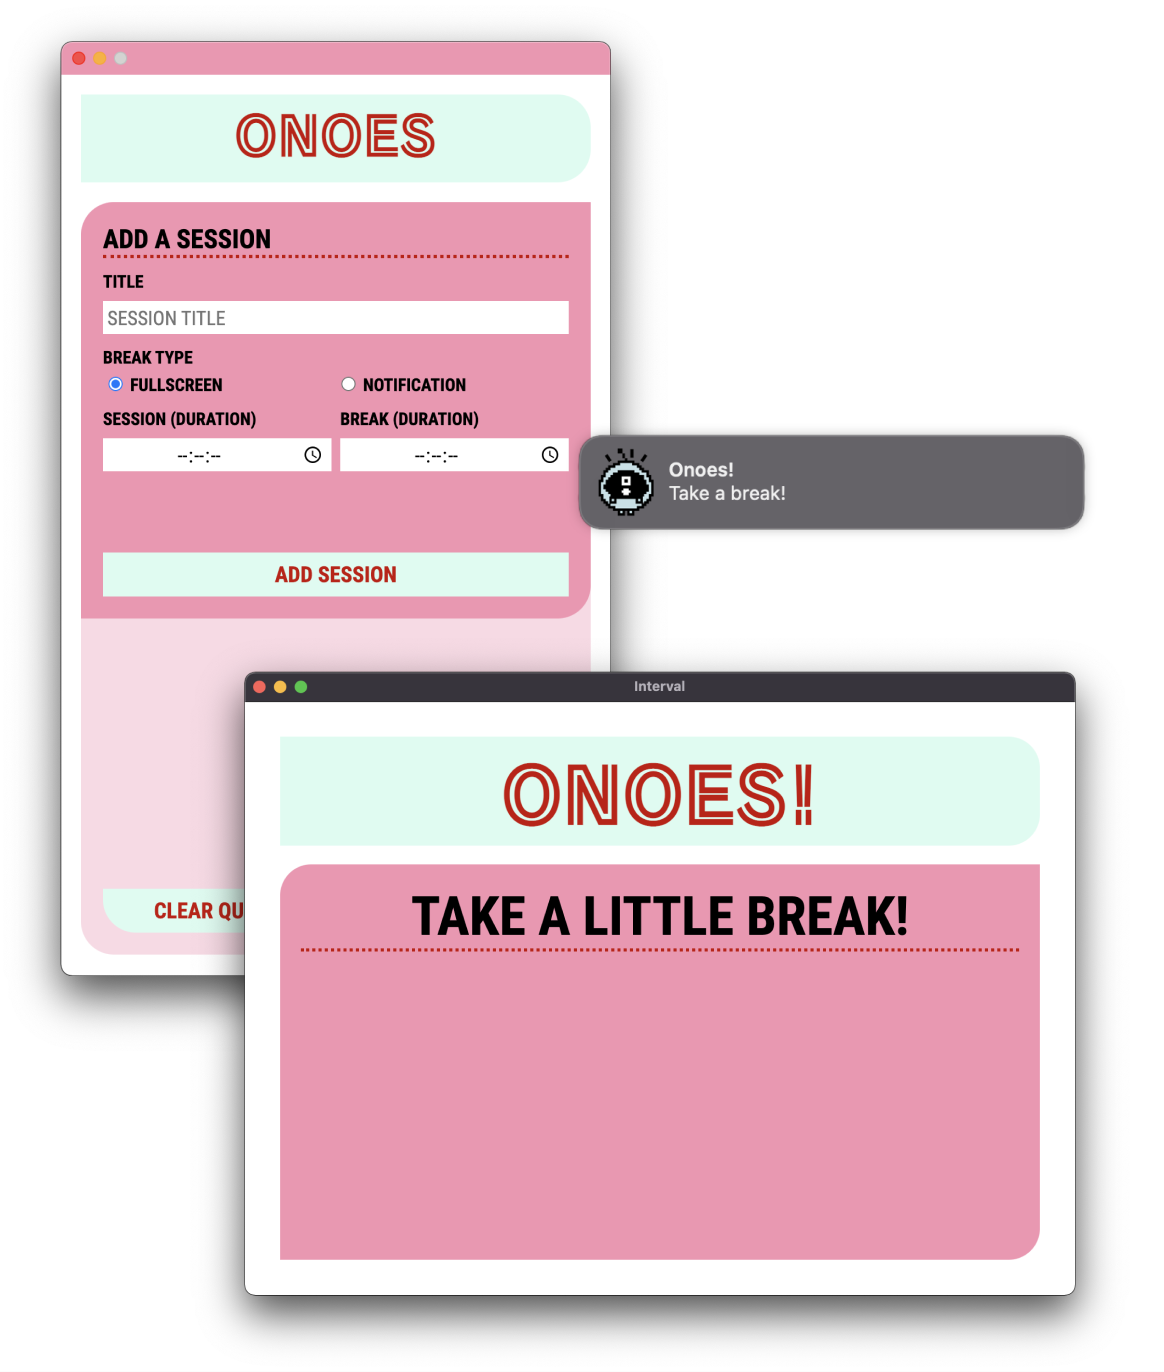 ONOES
ADD A SESSION
TITLE
SESSION TITLE
BREAK TYPE
FULLSCREEN NOTIFICATION
SESSION (DURATION) BREAK (DURATION)
--:--:-- --:--:--
ADD SESSION
CLEAR QU
Onoes!
Take a break!
Interval
ONOES!
TAKE A LITTLE BREAK!